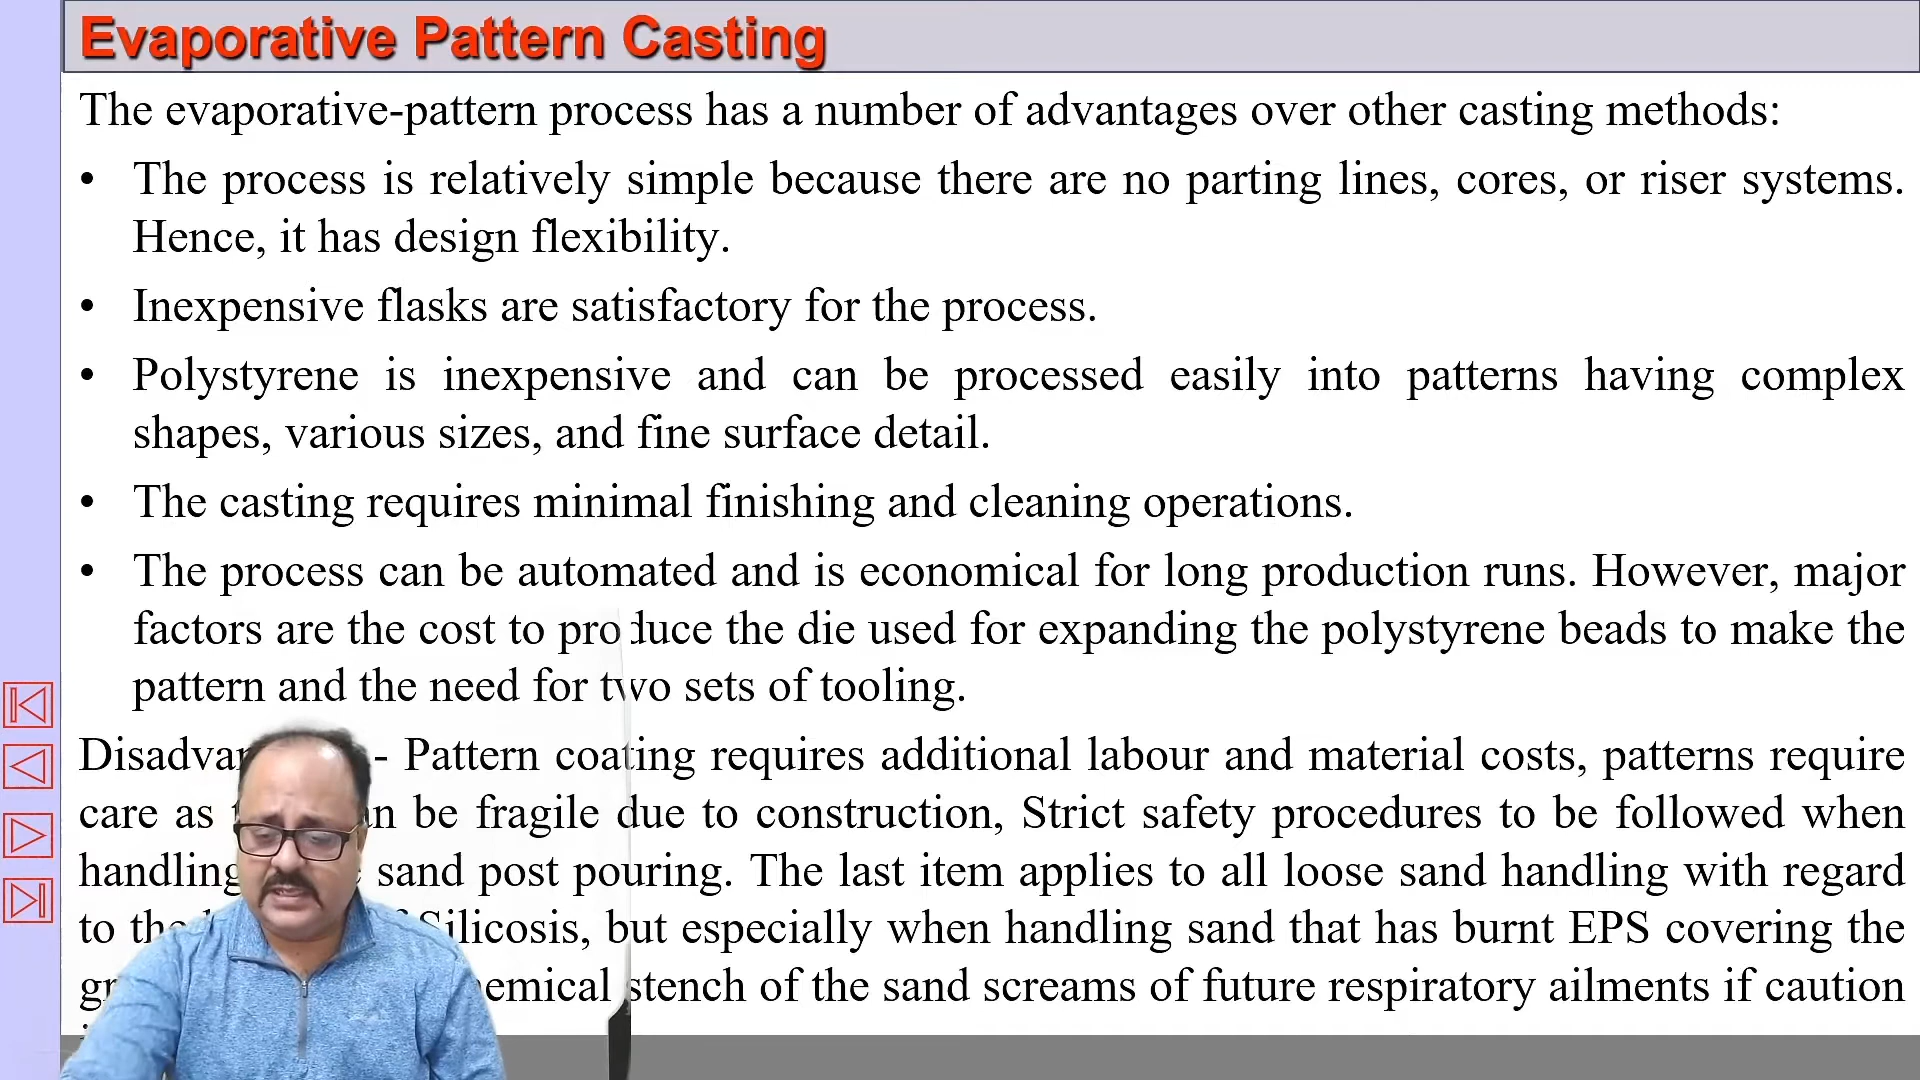 Evaporative Pattern Casting
The evaporative-pattern process has a number of advantages over other casting methods:
• The process is relatively simple because there are no parting lines, cores, or riser systems.
Hence, it has design flexibility.
• Inexpensive flasks are satisfactory for the process.
• Polystyrene is inexpensive and can be processed easily into patterns having complex
shapes, various sizes, and fine surface detail.
• The casting requires minimal finishing and cleaning operations.
• The process can be automated and is economical for long production runs. However, major
factors are the cost to produce the die used for expanding the polystyrene beads to make the
pattern and the need for two sets of tooling.
- Pattern coating requires additional labour and material costs, patterns require
care as be fragile due to construction, Strict safety procedures to be followed when
handling sand post pouring. The last item applies to all loose sand handling with regard
to Silicosis, but especially when handling sand that has burnt EPS covering the
stench of the sand screams of future respiratory ailments if caution